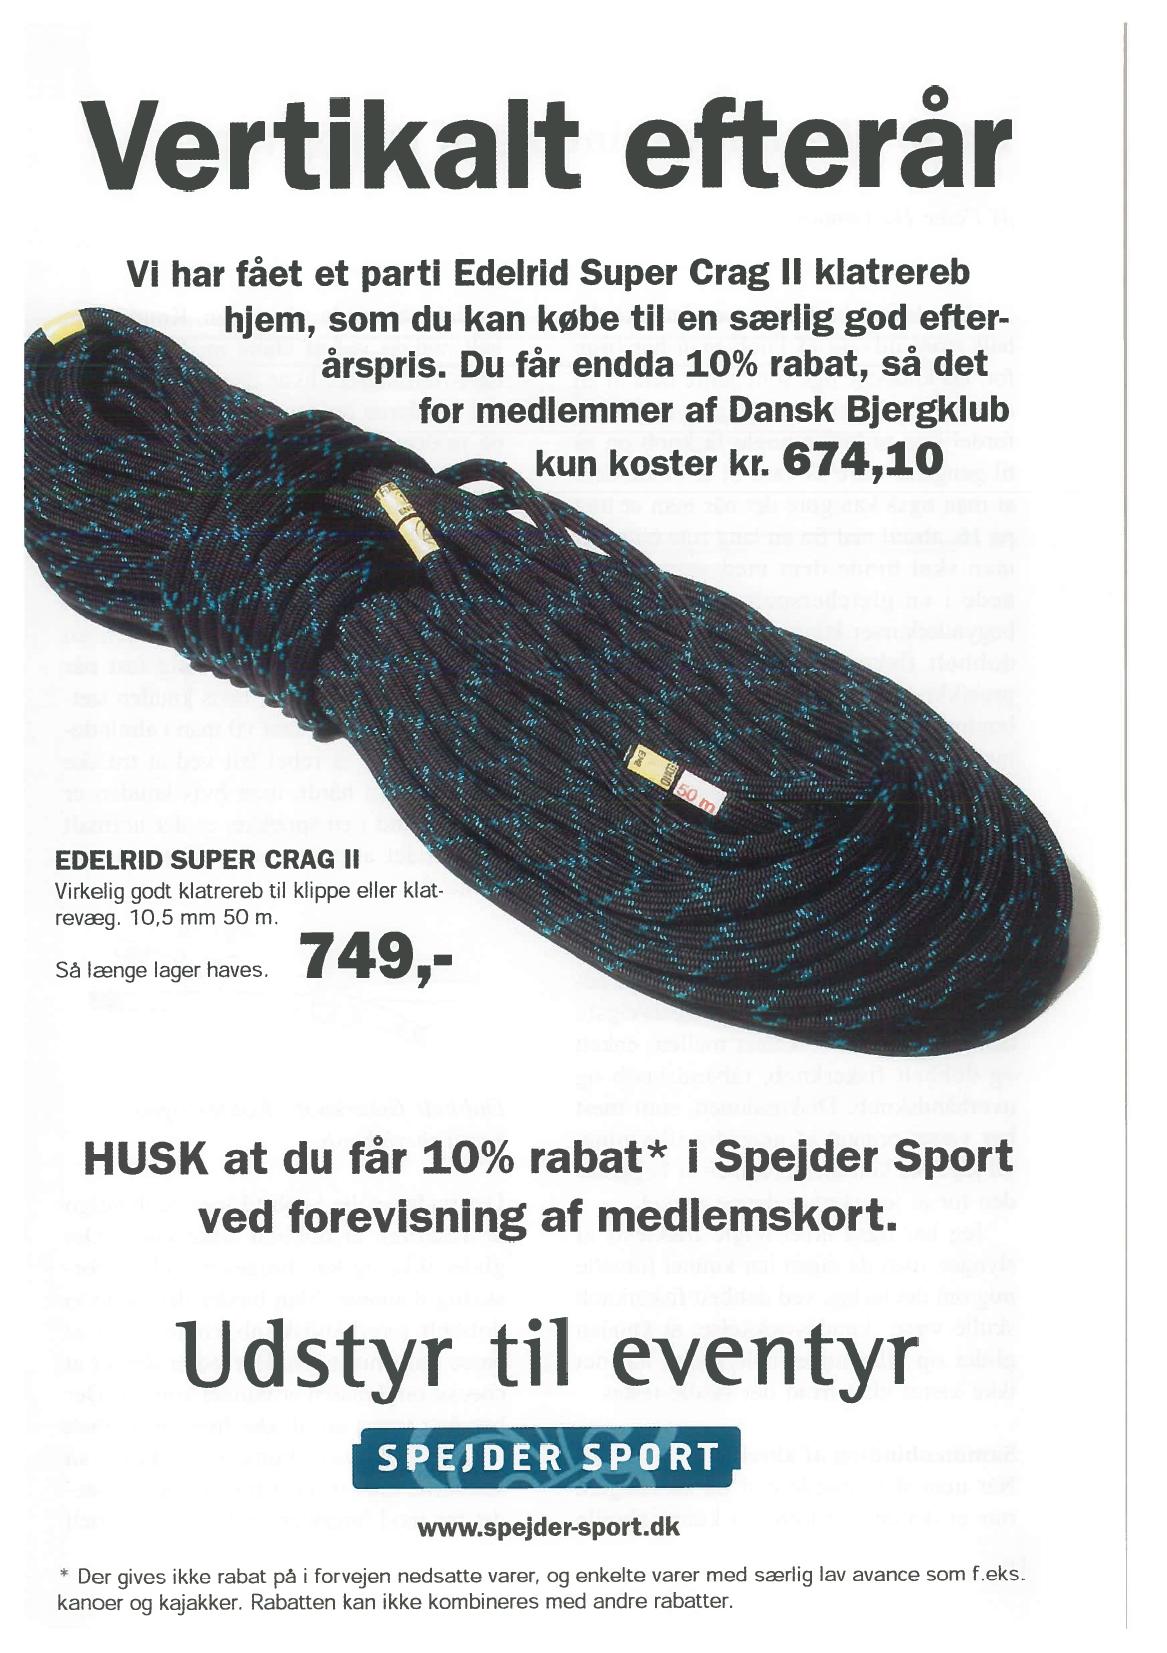 Vertikalt efterår
Vi har fået et parti Edelrid Super Crag II klatrereb
hjem, som du kan købe til en særlig god efter-
årspris. Du får endda 10% rabat, så det
for medlemmer af Dansk Bjergklub
kun koster kr. 674,10
50 m
EDELRID SUPER CRAG II
Virkelig godt klatrereb til klippe eller klat-
revæg. 10,5 mm 50 m.
Så længe lager haves. 749,-
HUSK at du får 10% rabat* i Spejder Sport
ved forevisning af medlemskort.
Udstyr til eventyr
SPEJDER SPORT
www.spejder-sport.dk
* Der gives ikke rabat på i forvejen nedsatte varer, og enkelte varer med særlig lav avance som f.eks.
kanoer og kajakker. Rabatten kan ikke kombineres med andre rabatter.